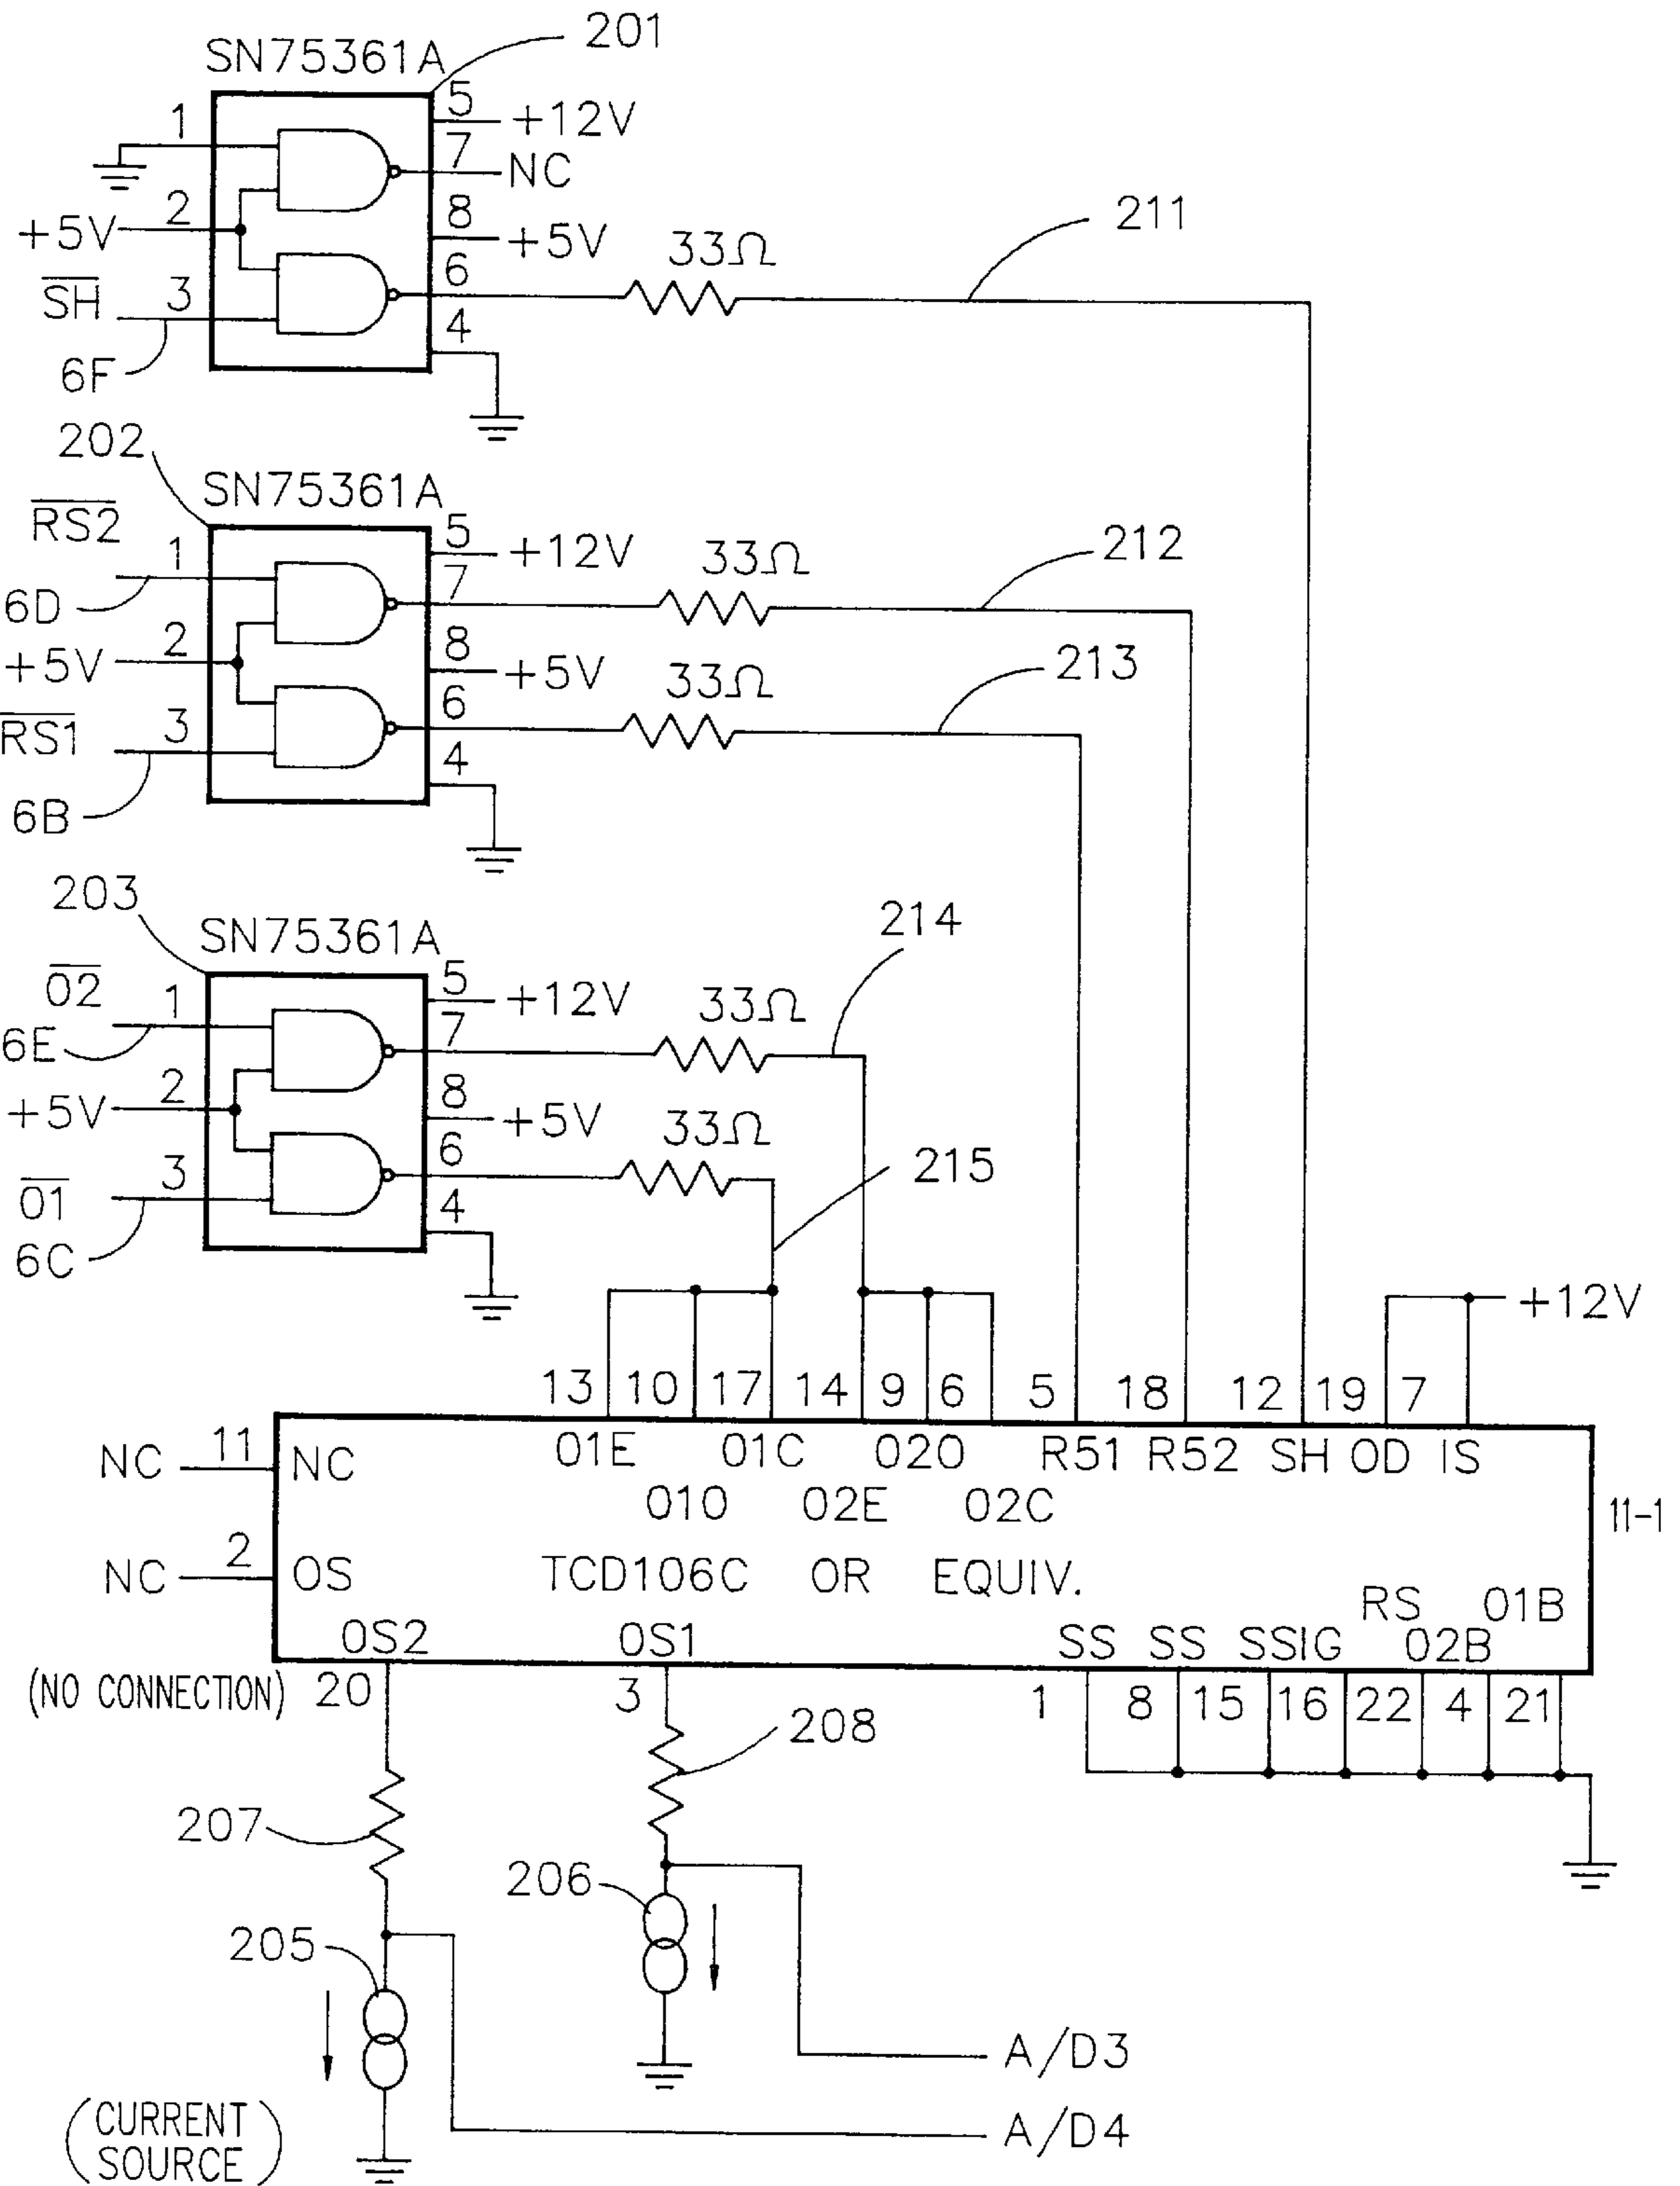 SN75361A
201
1
5
+12V
7
NC
+5V
2
8
+5V
33Ω
211
SH
3
6
4
6F
202
SN75361A
RS2
1
5
+12V
7
33Ω
212
6D
+5V
2
8
+5V
33Ω
213
RS1
3
6
4
6B
203
SN75361A
214
02
1
5
+12V
7
33Ω
6E
+5V
2
8
+5V
33Ω
215
01
3
6
4
6C
+12V
13 10 17 14 9 6 5 18 12 19 7
NC 11 NC
01E 01C 020 R51 R52 SH OD IS
010 02E 02C
11-1
NC 2 OS
TCD106C OR EQUIV.
RS 01B
OS2 OS1 SS SS SSIG 02B
(NO CONNECTION) 20 3 1 8 15 16 22 4 21
208
207
206
205
A/D3
(CURRENT
SOURCE)
A/D4